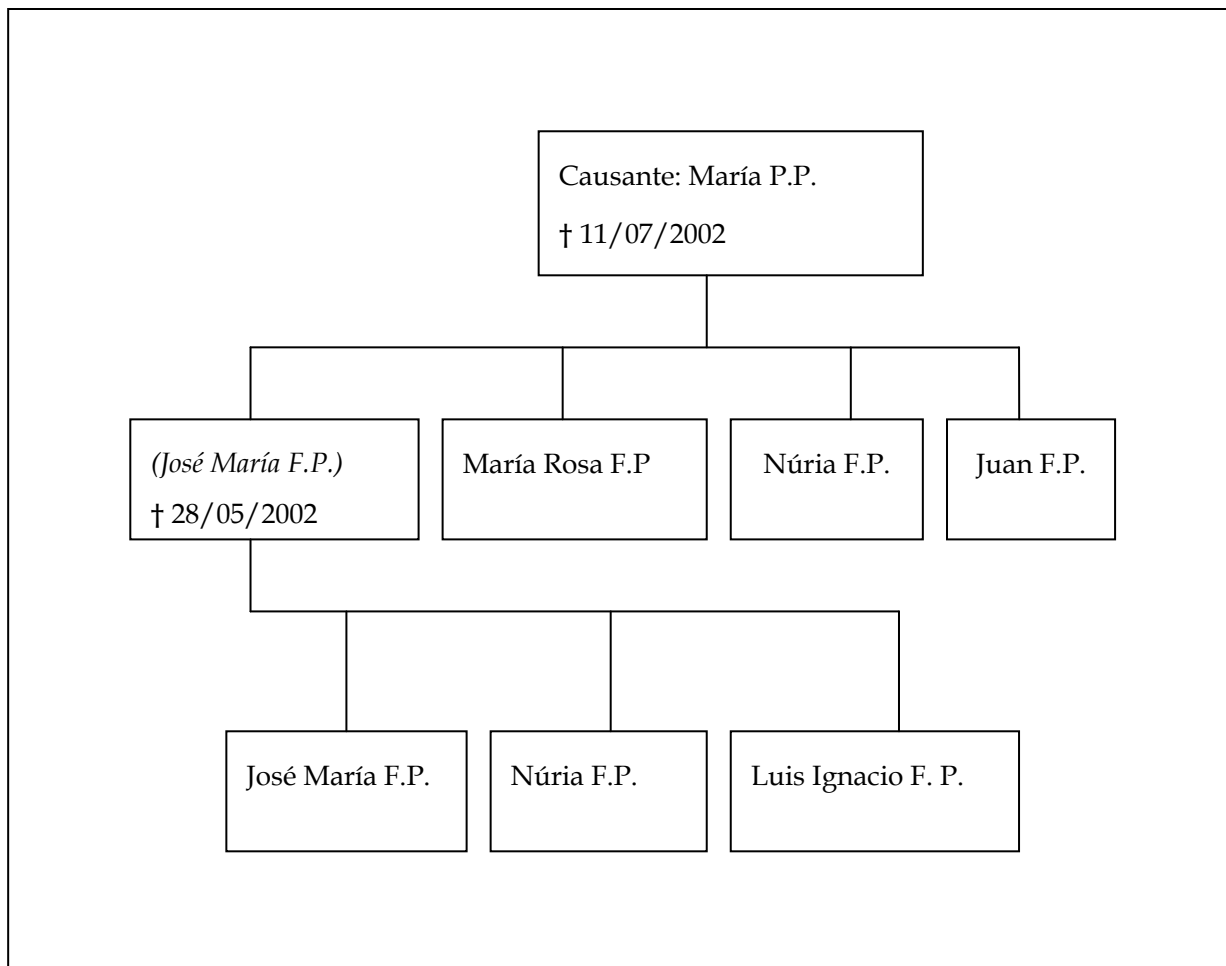 Causante: María P.P.
† 11/07/2002
(José María F.P.)
† 28/05/2002
María Rosa F.P
Núria F.P.
Juan F.P.
José María F.P.
Núria F.P.
Luis Ignacio F. P.